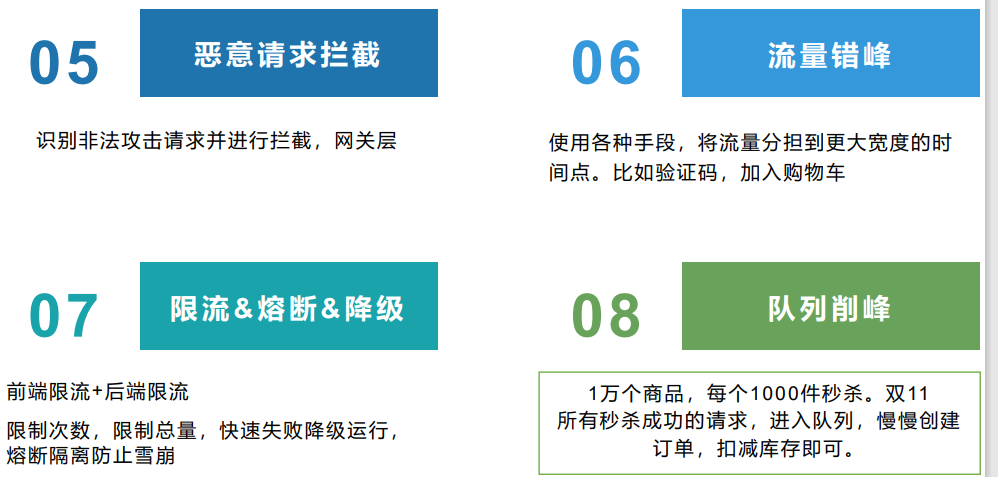 05
恶意请求拦截
识别非法攻击请求并进行拦截，网关层
06
流量错峰
使用各种手段，将流量分担到更大宽度的时
间点。比如验证码，加入购物车
07
限流&熔断&降级
前端限流+后端限流
限制次数，限制总量，快速失败降级运行，
熔断隔离防止雪崩
08
队列削峰
1万个商品，每个1000件秒杀。双11
所有秒杀成功的请求，进入队列，慢慢创建
订单，扣减库存即可。